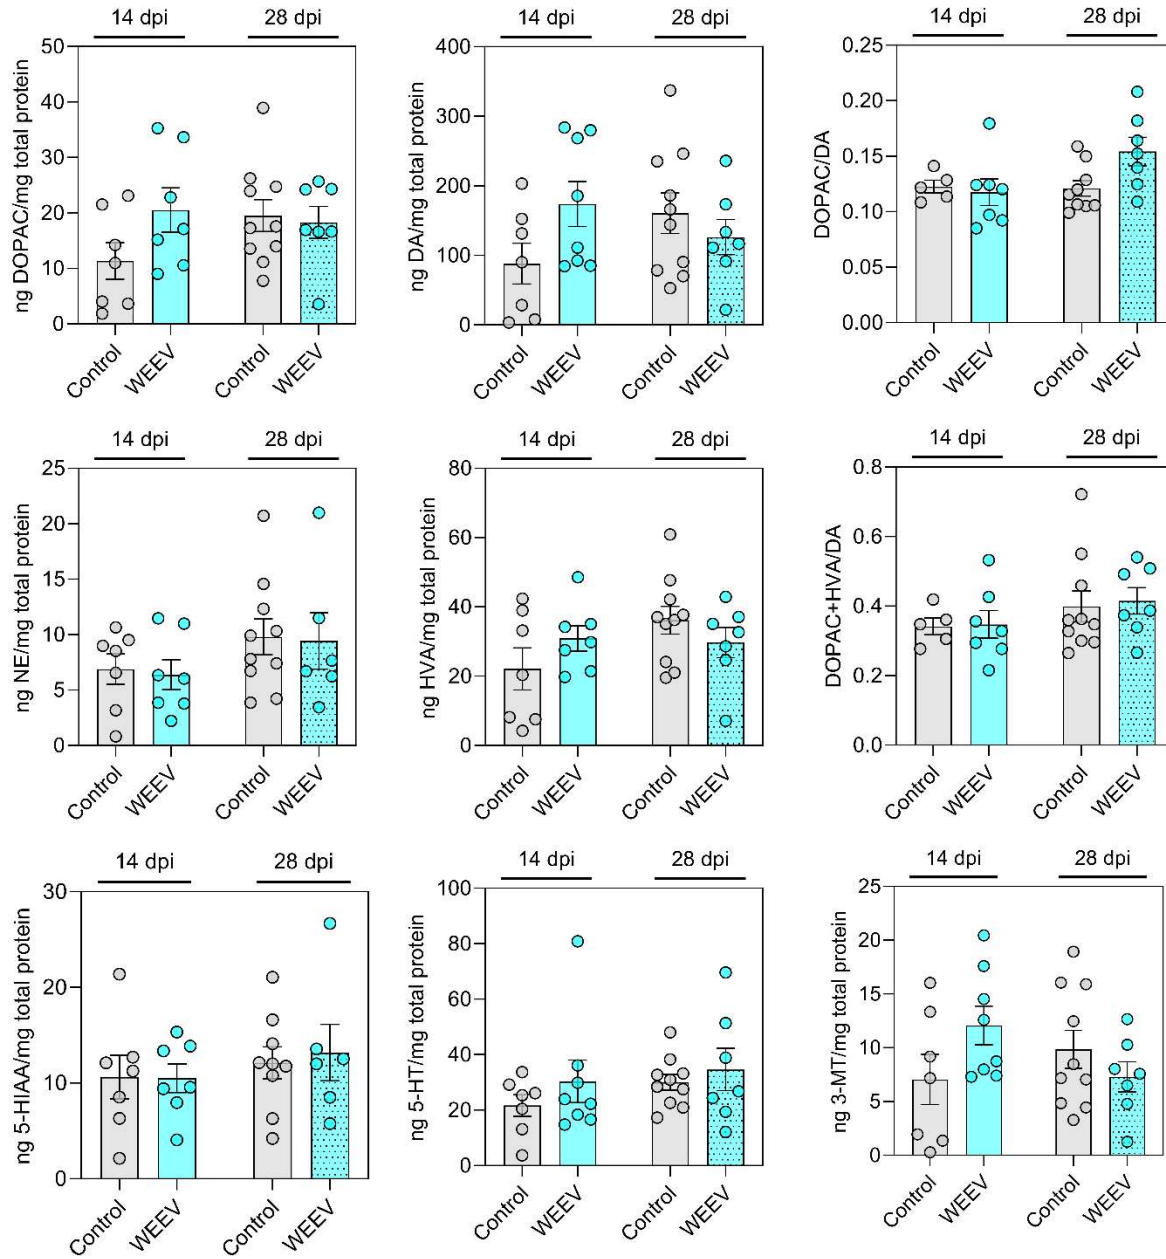 14 dpi 28 dpi
ng DOPAC/mg total protein
50
40
30
20
10
0
Control WEEV Control WEEV
14 dpi 28 dpi
ng DA/mg total protein
400
300
200
100
0
Control WEEV Control WEEV
14 dpi 28 dpi
DOPAC/DA
0.25
0.20
0.15
0.10
0.05
0.00
Control WEEV Control WEEV
14 dpi 28 dpi
ng NE/mg total protein
25
20
15
10
5
0
Control WEEV Control WEEV
14 dpi 28 dpi
ng HVA/mg total protein
80
60
40
20
0
Control WEEV Control WEEV
14 dpi 28 dpi
DOPAC+HVA/DA
0.8
0.6
0.4
0.2
0.0
Control WEEV Control WEEV
14 dpi 28 dpi
ng 5-HIAA/mg total protein
30
20
10
0
Control WEEV Control WEEV
14 dpi 28 dpi
ng 5-HT/mg total protein
100
80
60
40
20
0
Control WEEV Control WEEV
14 dpi 28 dpi
ng 3-MT/mg total protein
25
20
15
10
5
0
Control WEEV Control WEEV